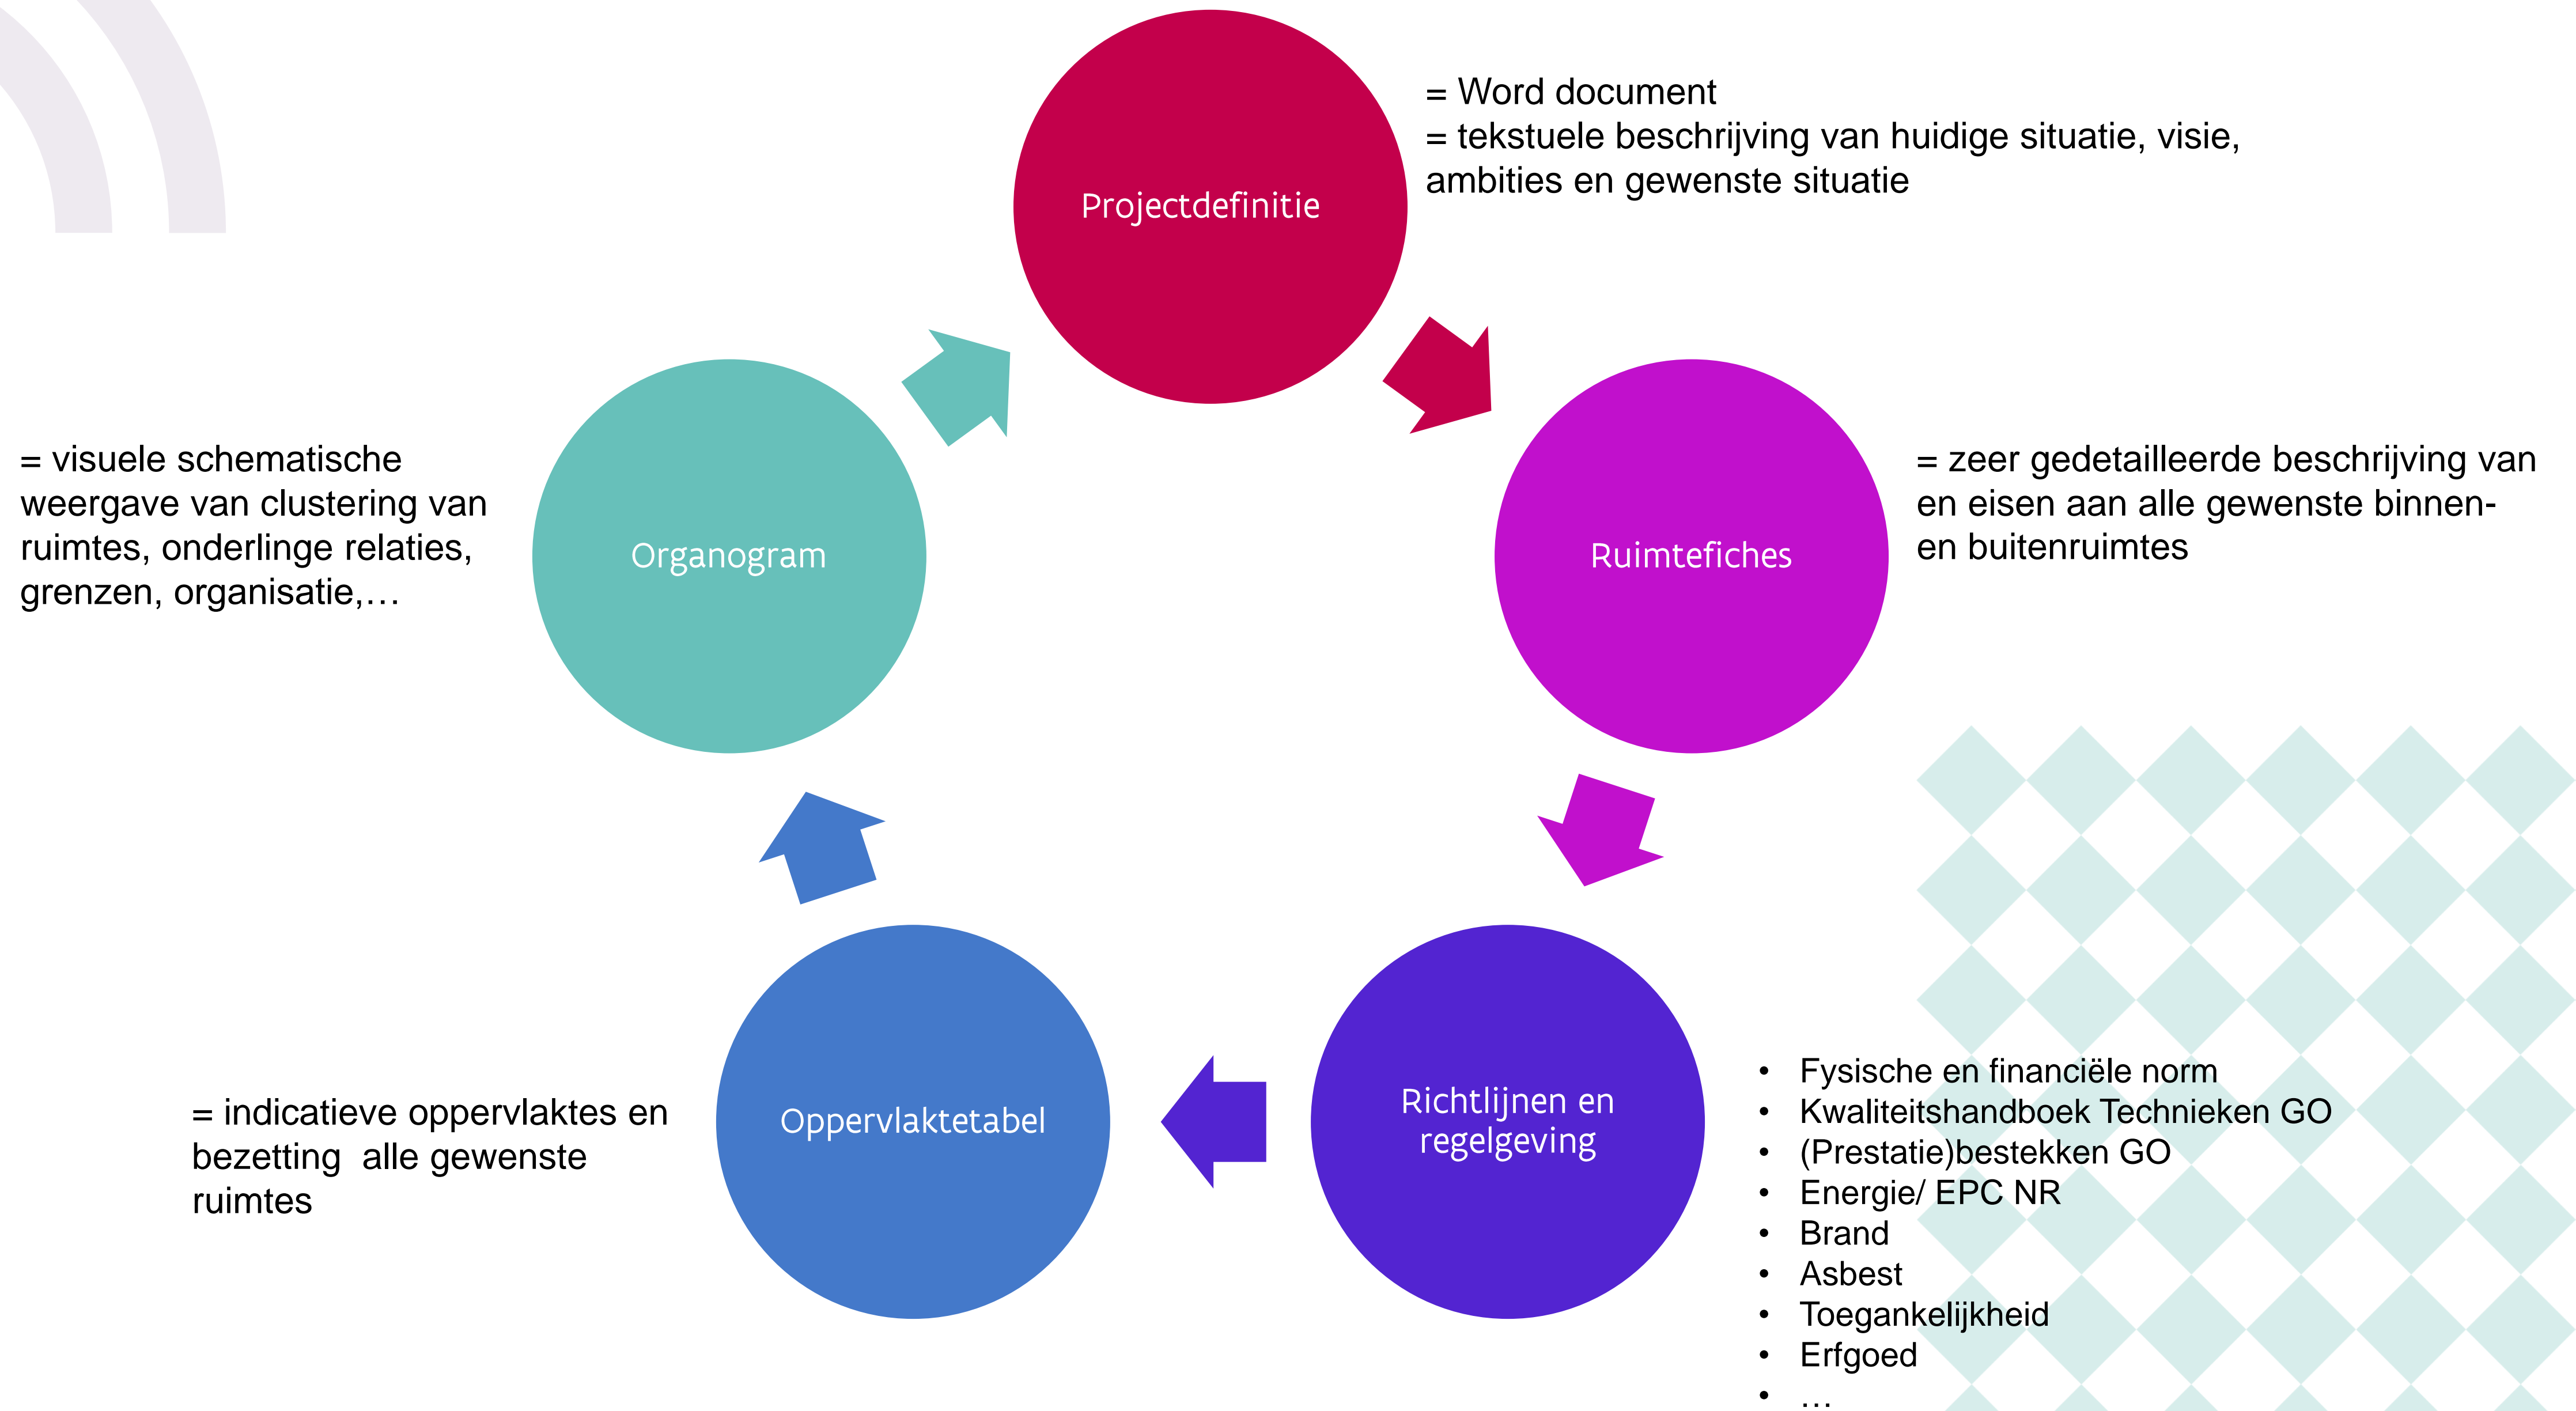 Projectdefinitie
= Word document
= tekstuele beschrijving van huidige situatie, visie,
ambities en gewenste situatie
Ruimtefiches
= zeer gedetailleerde beschrijving van
en eisen aan alle gewenste binnen-
en buitenruimtes
Richtlijnen en
regelgeving
• Fysische en financiële norm
• Kwaliteitshandboek Technieken GO
• (Prestatie)bestekken GO
• Energie/ EPC NR
• Brand
• Asbest
• Toegankelijkheid
• Erfgoed
• …
Oppervlaktetabel
= indicatieve oppervlaktes en
bezetting  alle gewenste
ruimtes
Organogram
= visuele schematische
weergave van clustering van
ruimtes, onderlinge relaties,
grenzen, organisatie,…